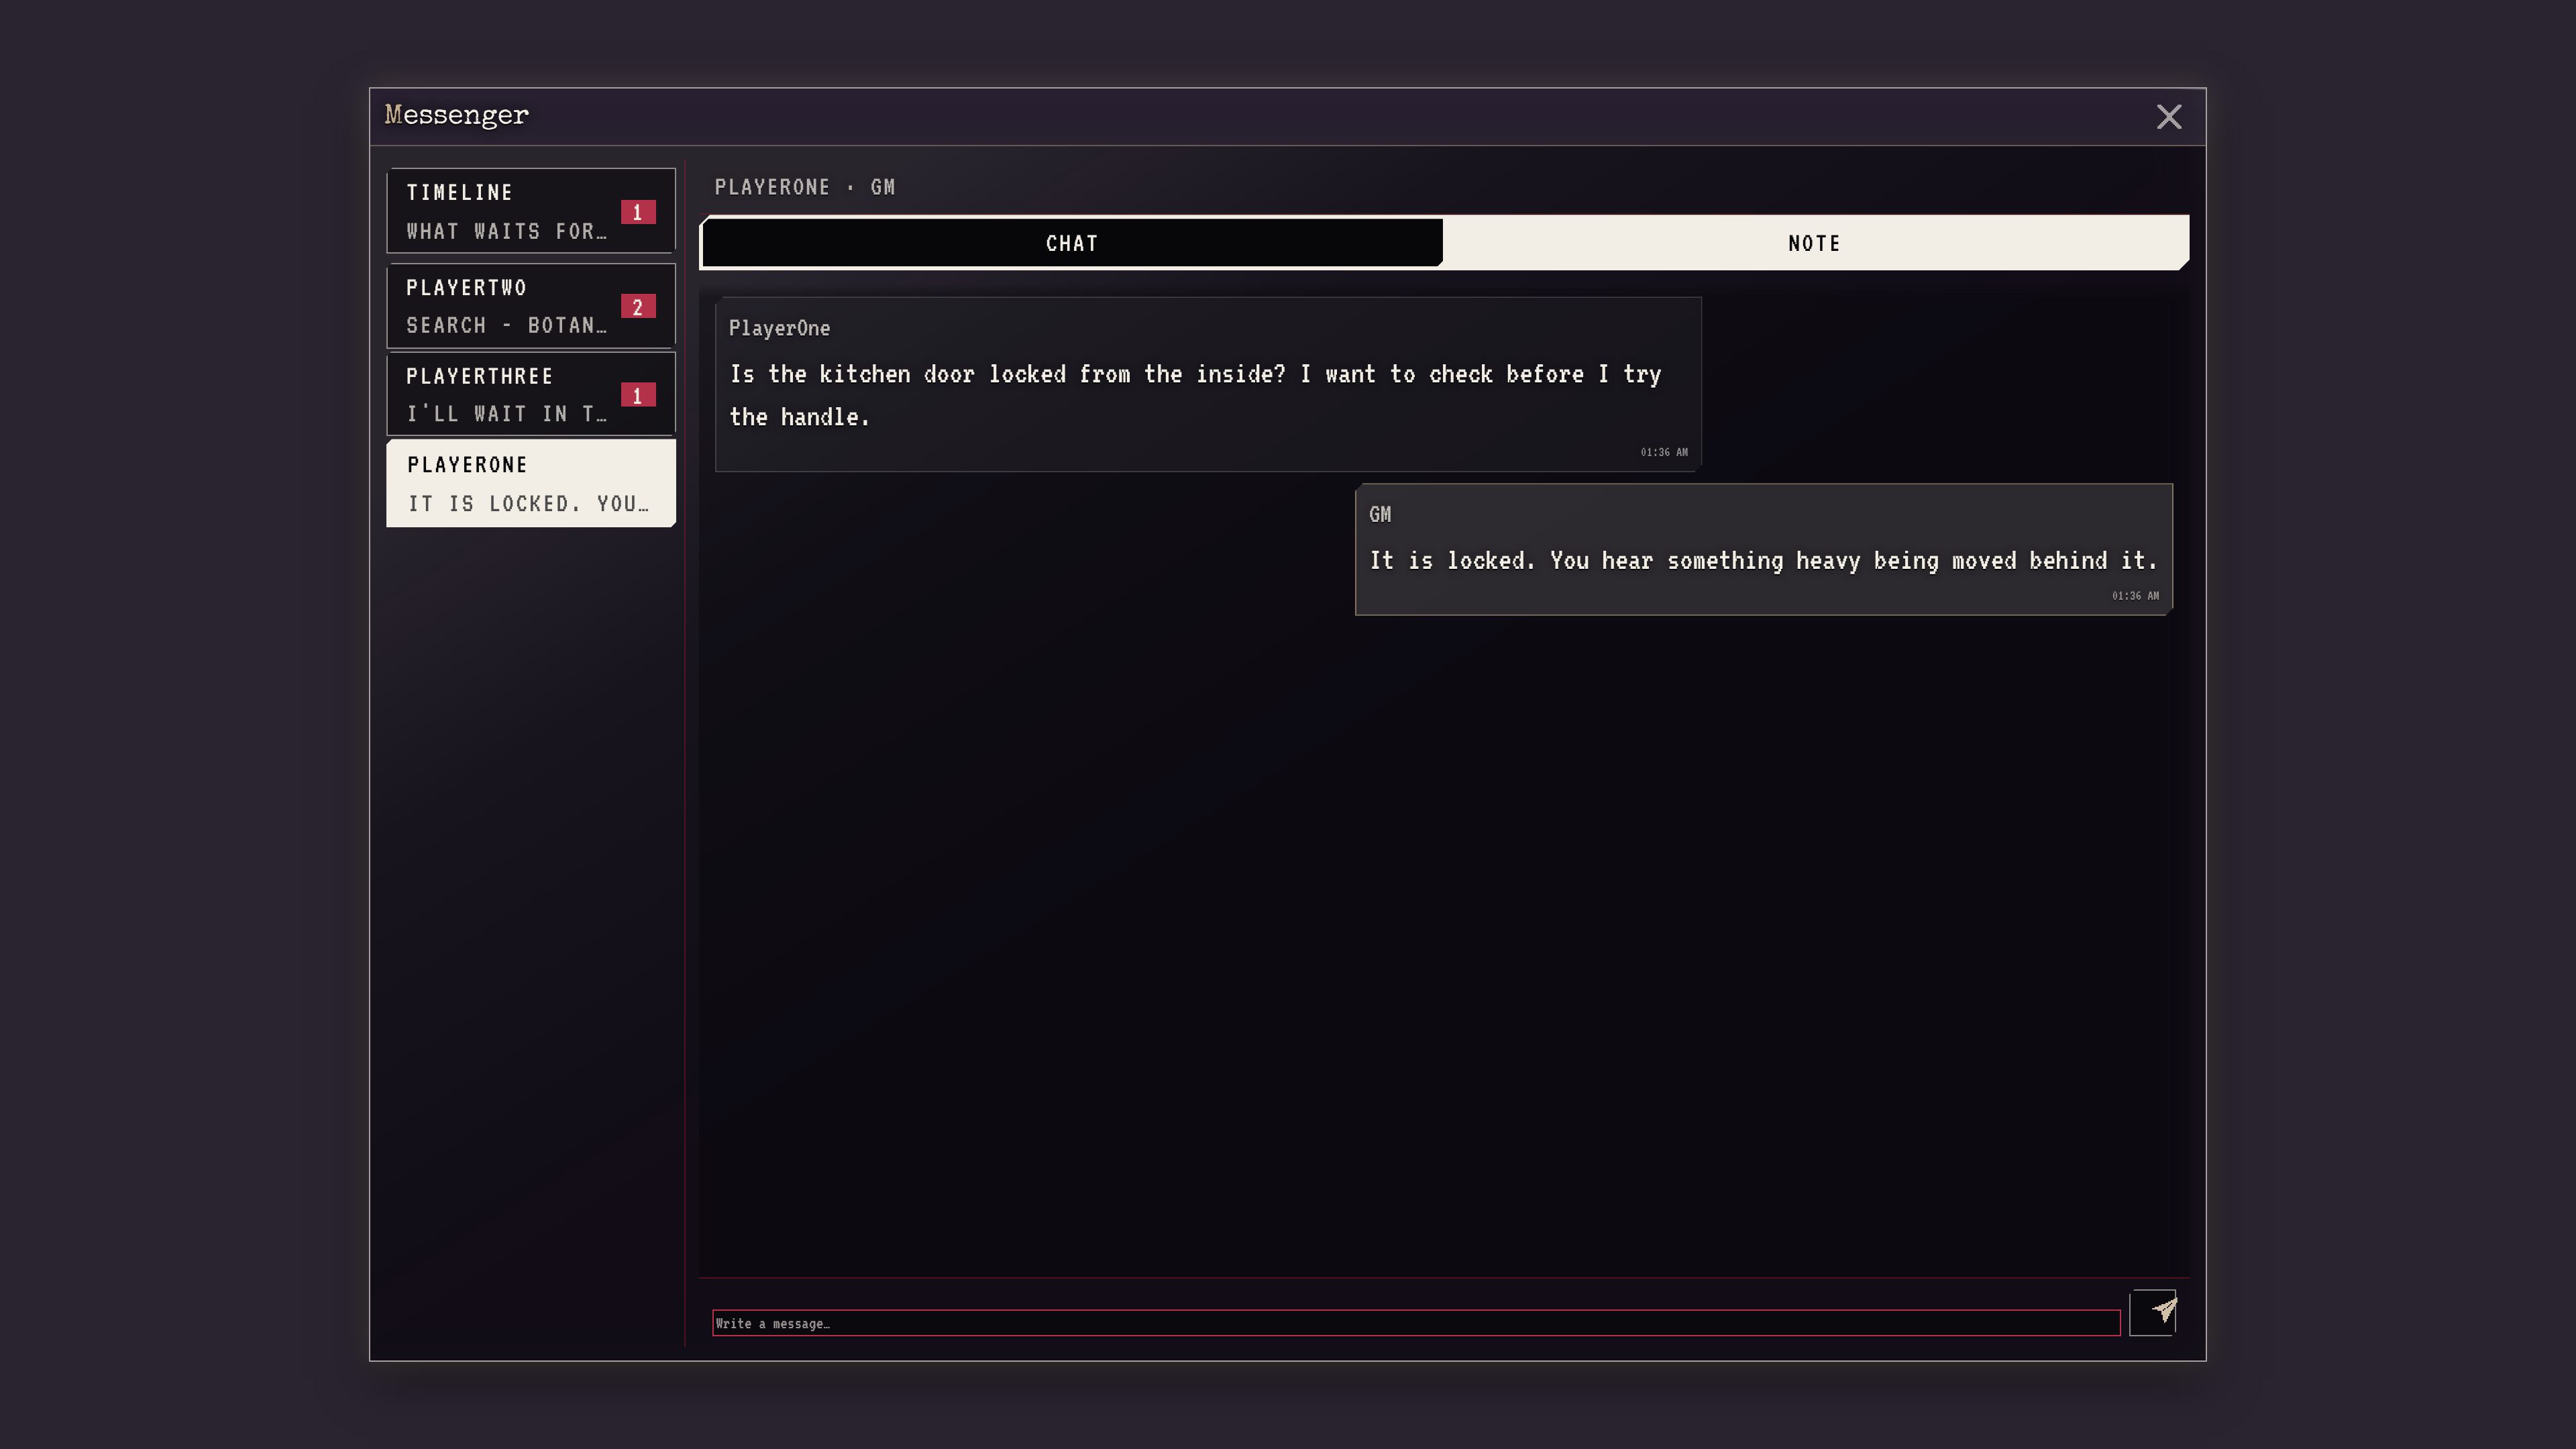 Messenger
TIMELINE
WHAT WAITS FOR…
1
PLAYERTWO
SEARCH - BOTAN…
2
PLAYERTHREE
I'LL WAIT IN T…
1
PLAYERONE
IT IS LOCKED. YOU…
PLAYERONE · GM
CHAT
NOTE
PlayerOne
Is the kitchen door locked from the inside? I want to check before I try
the handle.
01:36 AM
GM
It is locked. You hear something heavy being moved behind it.
01:36 AM
Write a message…